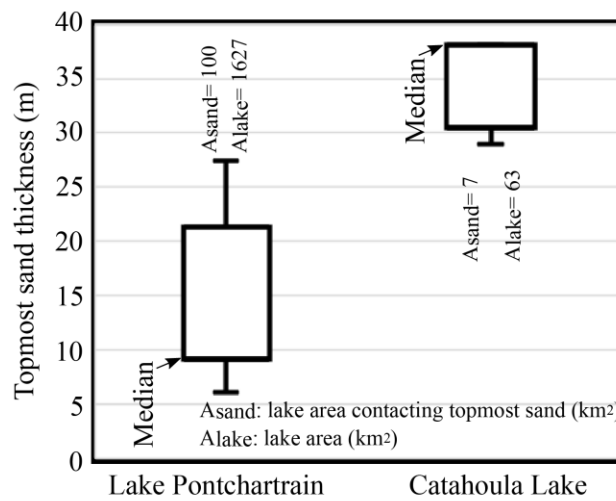 Topmost sand thickness (m)
40
35
30
25
20
15
10
5
0
Asand= 100
Alake= 1627
Median
Median
Asand= 7
Alake= 63
Asand: lake area contacting topmost sand (km2)
Alake: lake area (km2)
Lake Pontchartrain
Catahoula Lake